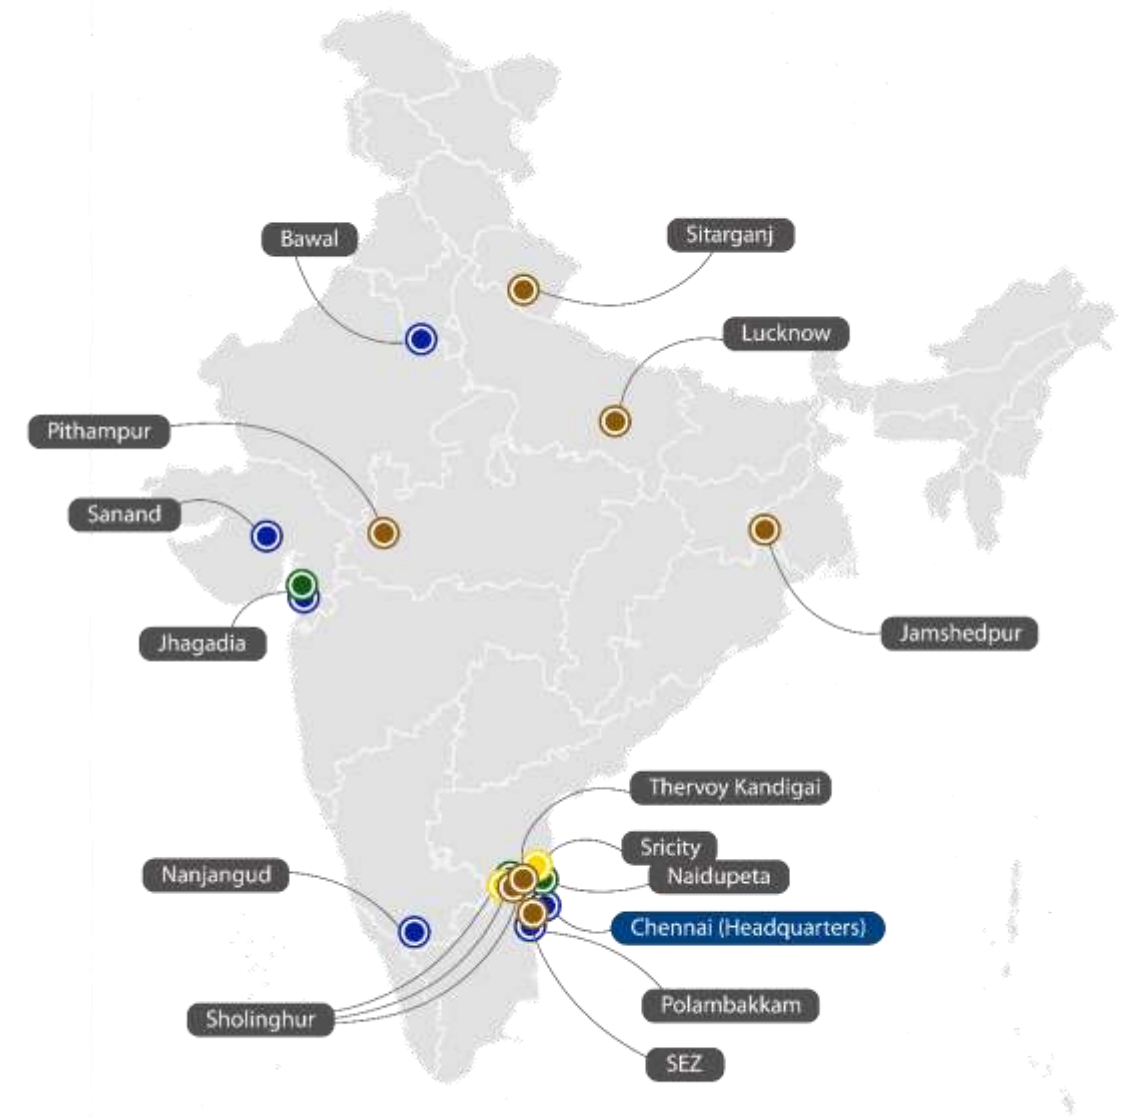 Bawal
Sitarganj
Lucknow
Pithampur
Sanand
Jhagadia
Jamshedpur
Thervoy Kandigai
Sricity
Nanjangud
Naidupeta
Chennai (Headquarters)
Polambakkam
Sholinghur
SEZ